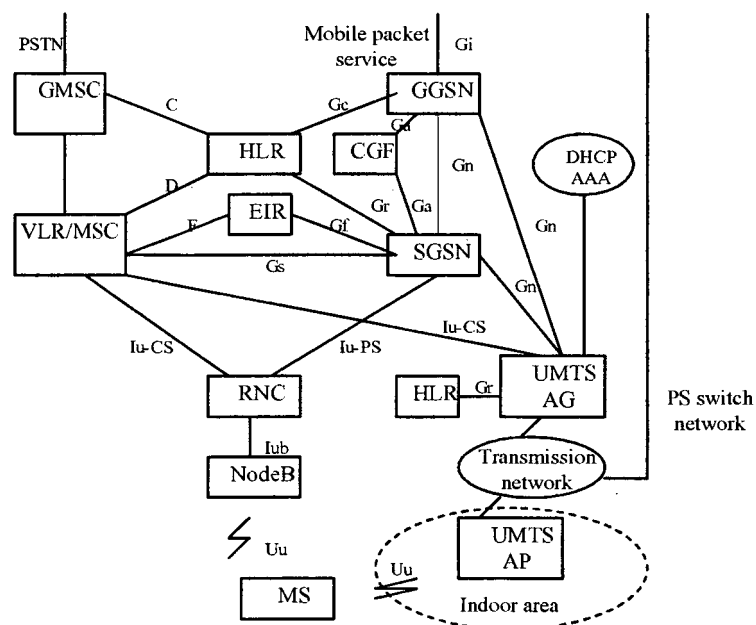 PSTN
Mobile packet
service
Gi
GMSC
GGSN
C
Gc
Ga
HLR
CGF
Gn
DHCP
AAA
D
EIR
Gr
Ga
F
Gf
Gn
VLR/MSC
SGSN
Gs
Gn
Iu-CS
Iu-PS
Iu-CS
RNC
HLR
Gr
UMTS
AG
PS switch
network
Iub
NodeB
Transmission
network
Uu
UMTS
AP
Uu
MS
Indoor area